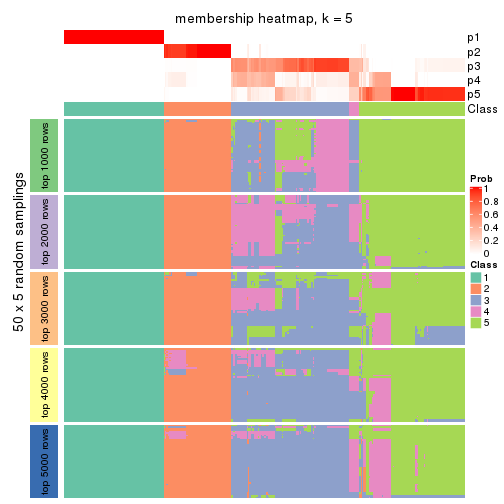 membership heatmap, k = 5
p1
p2
p3
p4
p5
Class
50 x 5 random samplings
top 1000 rows
top 2000 rows
top 3000 rows
top 4000 rows
top 5000 rows
Prob
1
0.8
0.6
0.4
0.2
0
Class
1
2
3
4
5